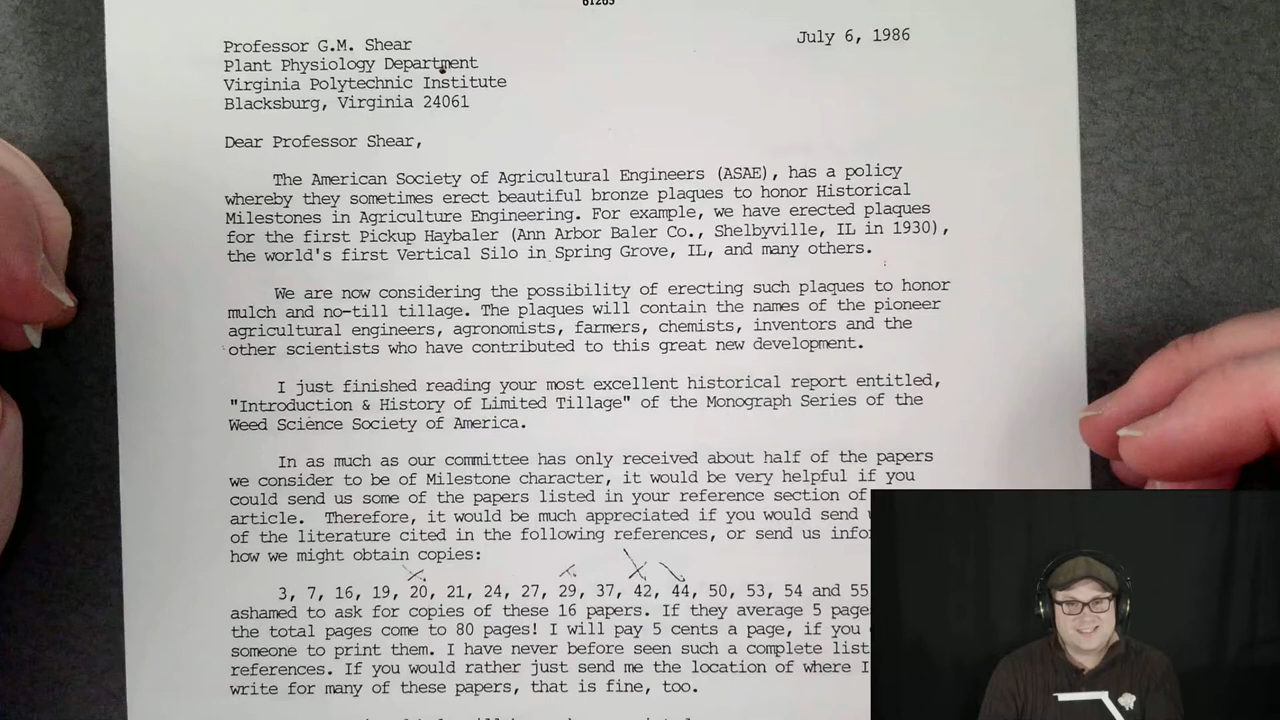 61265
July 6, 1986
Professor G.M. Shear
Plant Physiology Department
Virginia Polytechnic Institute
Blacksburg, Virginia 24061
Dear Professor Shear,
The American Society of Agricultural Engineers (ASAE), has a policy
whereby they sometimes erect beautiful bronze plaques to honor Historical
Milestones in Agriculture Engineering. For example, we have erected plaques
for the first Pickup Haybaler (Ann Arbor Baler Co., Shelbyville, IL in 1930),
the world's first Vertical Silo in Spring Grove, IL, and many others.
We are now considering the possibility of erecting such plaques to honor
mulch and no-till tillage. The plaques will contain the names of the pioneer
agricultural engineers, agronomists, farmers, chemists, inventors and the
other scientists who have contributed to this great new development.
I just finished reading your most excellent historical report entitled,
"Introduction & History of Limited Tillage" of the Monograph Series of the
Weed Science Society of America.
In as much as our committee has only received about half of the papers
we consider to be of Milestone character, it would be very helpful if you
could send us some of the papers listed in your reference section of
article. Therefore, it would be much appreciated if you would send
of the literature cited in the following references, or send us
how we might obtain copies:
3, 7, 16, 19, 20, 21, 24, 27, 29, 37, 42, 44, 50, 53, 54 and 55
ashamed to ask for copies of these 16 papers. If they average 5
the total pages come to 80 pages! I will pay 5 cents a page, if you
someone to print them. I have never before seen such a complete list
references. If you would rather just send me the location of where I
write for many of these papers, that is fine, too.